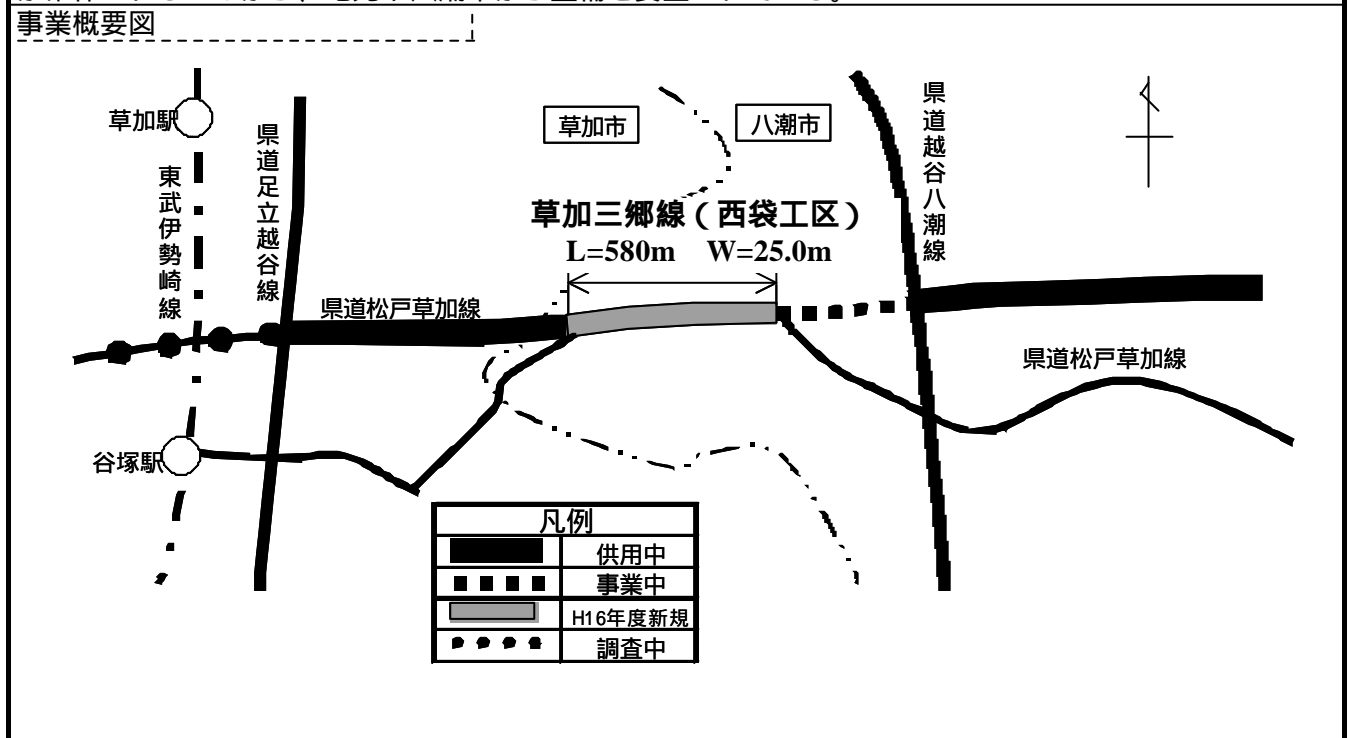 事業概要図
草加駅
県道足立越谷線
東武伊勢崎線
草加市
八潮市
県道越谷八潮線
草加三郷線（西袋工区）
L=580m W=25.0m
県道松戸草加線
県道松戸草加線
谷塚駅
凡例
供用中
事業中
H16年度新規
調査中